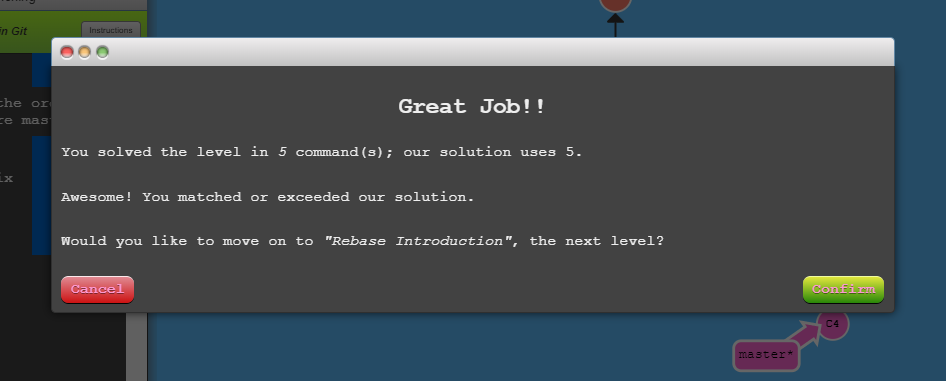 in Git
Instructions
the
re mas
ix
Great Job!!
You solved the level in 5 command(s); our solution uses 5.
Awesome! You matched or exceeded our solution.
Would you like to move on to "Rebase Introduction", the next level?
Cancel
Confirm
C4
master*